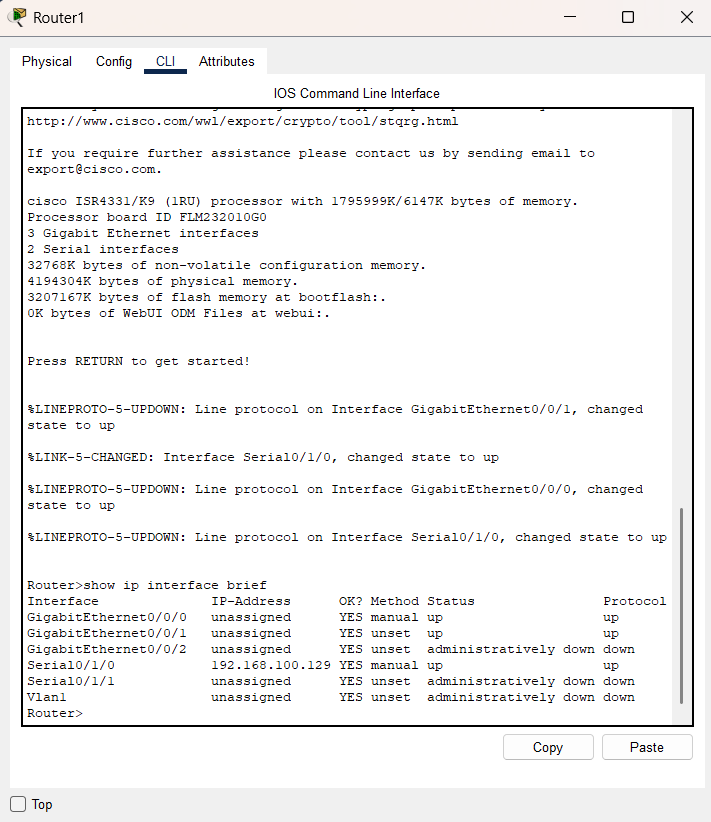 Router1
Physical Config CLI Attributes
IOS Command Line Interface
http://www.cisco.com/wwl/export/crypto/tool/stqrg.html
If you require further assistance please contact us by sending email to
export@cisco.com.
cisco ISR4331/K9 (1RU) processor with 1795999K/6147K bytes of memory.
Processor board ID FLM232010G0
3 Gigabit Ethernet interfaces
2 Serial interfaces
32768K bytes of non-volatile configuration memory.
4194304K bytes of physical memory.
3207167K bytes of flash memory at bootflash:.
0K bytes of WebUI ODM Files at webui:.
Press RETURN to get started!
%LINEPROTO-5-UPDOWN: Line protocol on Interface GigabitEthernet0/0/1, changed
state to up
%LINK-5-CHANGED: Interface Serial0/1/0, changed state to up
%LINEPROTO-5-UPDOWN: Line protocol on Interface GigabitEthernet0/0/0, changed
state to up
%LINEPROTO-5-UPDOWN: Line protocol on Interface Serial0/1/0, changed state to up
Router>show ip interface brief
Interface IP-Address OK? Method Status Protocol
GigabitEthernet0/0/0 unassigned YES manual up up
GigabitEthernet0/0/1 unassigned YES unset up up
GigabitEthernet0/0/2 unassigned YES unset administratively down down
Serial0/1/0 192.168.100.129 YES manual up up
Serial0/1/1 unassigned YES unset administratively down down
Vlan1 unassigned YES unset administratively down down
Router>
Copy Paste
Top